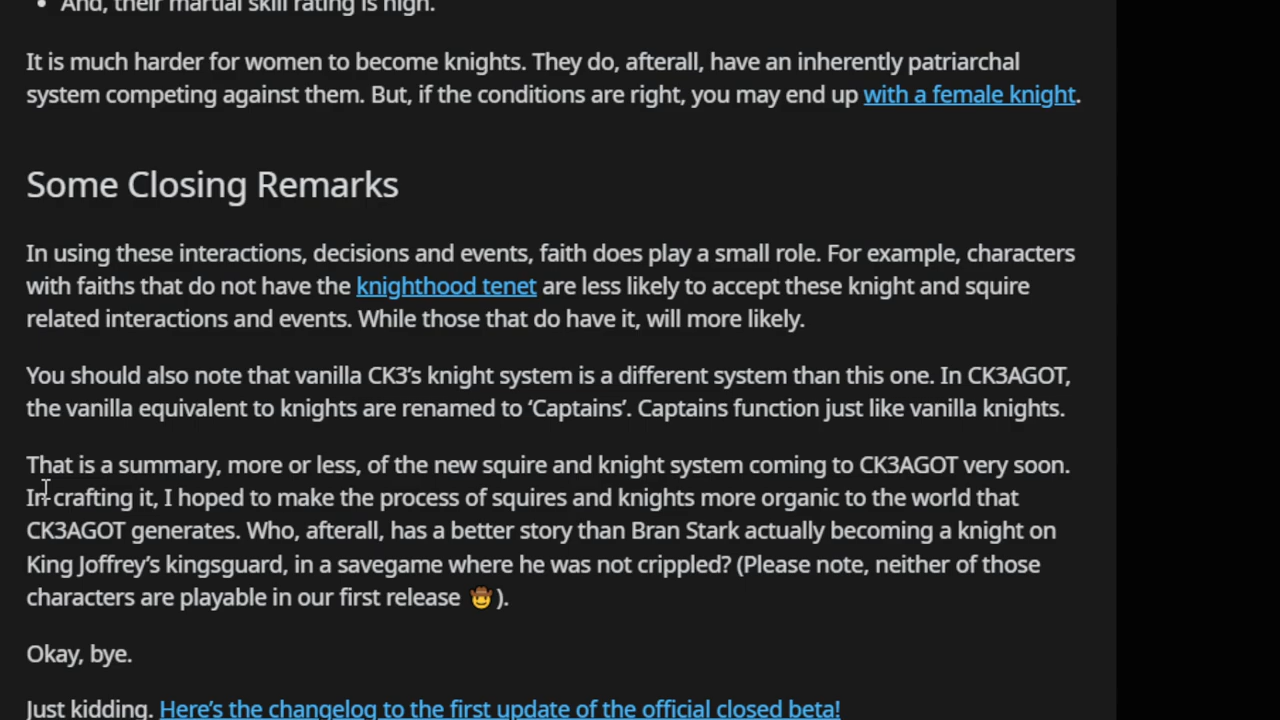 And, their martial skill rating is high.
It is much harder for women to become knights. They do, afterall, have an inherently patriarchal
system competing against them. But, if the conditions are right, you may end up with a female knight.
Some Closing Remarks
In using these interactions, decisions and events, faith does play a small role. For example, characters
with faiths that do not have the knighthood tenet are less likely to accept these knight and squire
related interactions and events. While those that do have it, will more likely.
You should also note that vanilla CK3’s knight system is a different system than this one. In CK3AGOT,
the vanilla equivalent to knights are renamed to ‘Captains’. Captains function just like vanilla knights.
That is a summary, more or less, of the new squire and knight system coming to CK3AGOT very soon.
In crafting it, I hoped to make the process of squires and knights more organic to the world that
CK3AGOT generates. Who, afterall, has a better story than Bran Stark actually becoming a knight on
King Joffrey’s kingsguard, in a savegame where he was not crippled? (Please note, neither of those
characters are playable in our first release 🤠).
Okay, bye.
Just kidding. Here’s the changelog to the first update of the official closed beta!